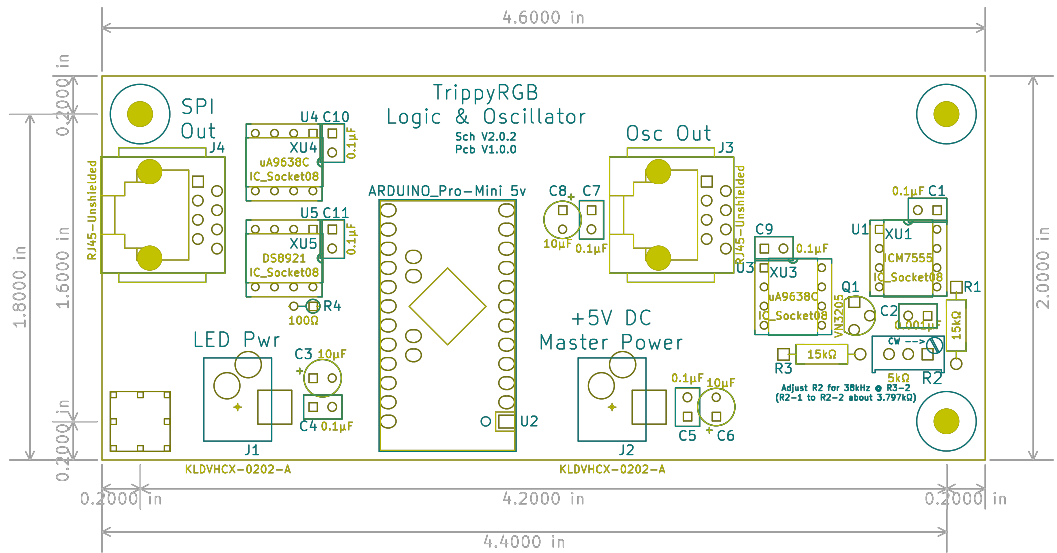 4.6000 in
0.2000 in
SPI
Out
J4
RJ45-Unshielded
U4
C10
XU4
0.1µF
uA9638C
IC_Socket08
TrippyRGB
Logic & Oscillator
Sch V2.0.2
Pcb V1.0.0
Osc Out
J3
RJ45-Unshielded
ARDUINO_Pro-Mini 5v
C8
C7
+
10µF
0.1µF
0.1µF
C1
U1
XU1
ICM7555
IC_Socket08
U5
C11
XU5
0.1µF
DS8921
IC_Socket08
R4
100Ω
C9
0.1µF
U3
XU3
uA9638C
IC_Socket08
Q1
VN3205
C2
0.001µF
R1
15kΩ
1.8000 in
1.6000 in
2.0000 in
LED Pwr
C3
10µF
+
+
C4
0.1µF
J1
KLDVHCX-0202-A
U2
+5V DC
Master Power
+
J2
KLDVHCX-0202-A
0.1µF
10µF
C5
+
C6
R3
15kΩ
CW -->
5kΩ
R2
Adjust R2 for 38kHz @ R3-2
(R2-1 to R2-2 about 3.797kΩ)
0.2000 in
0.2000 in
4.2000 in
0.2000 in
4.4000 in